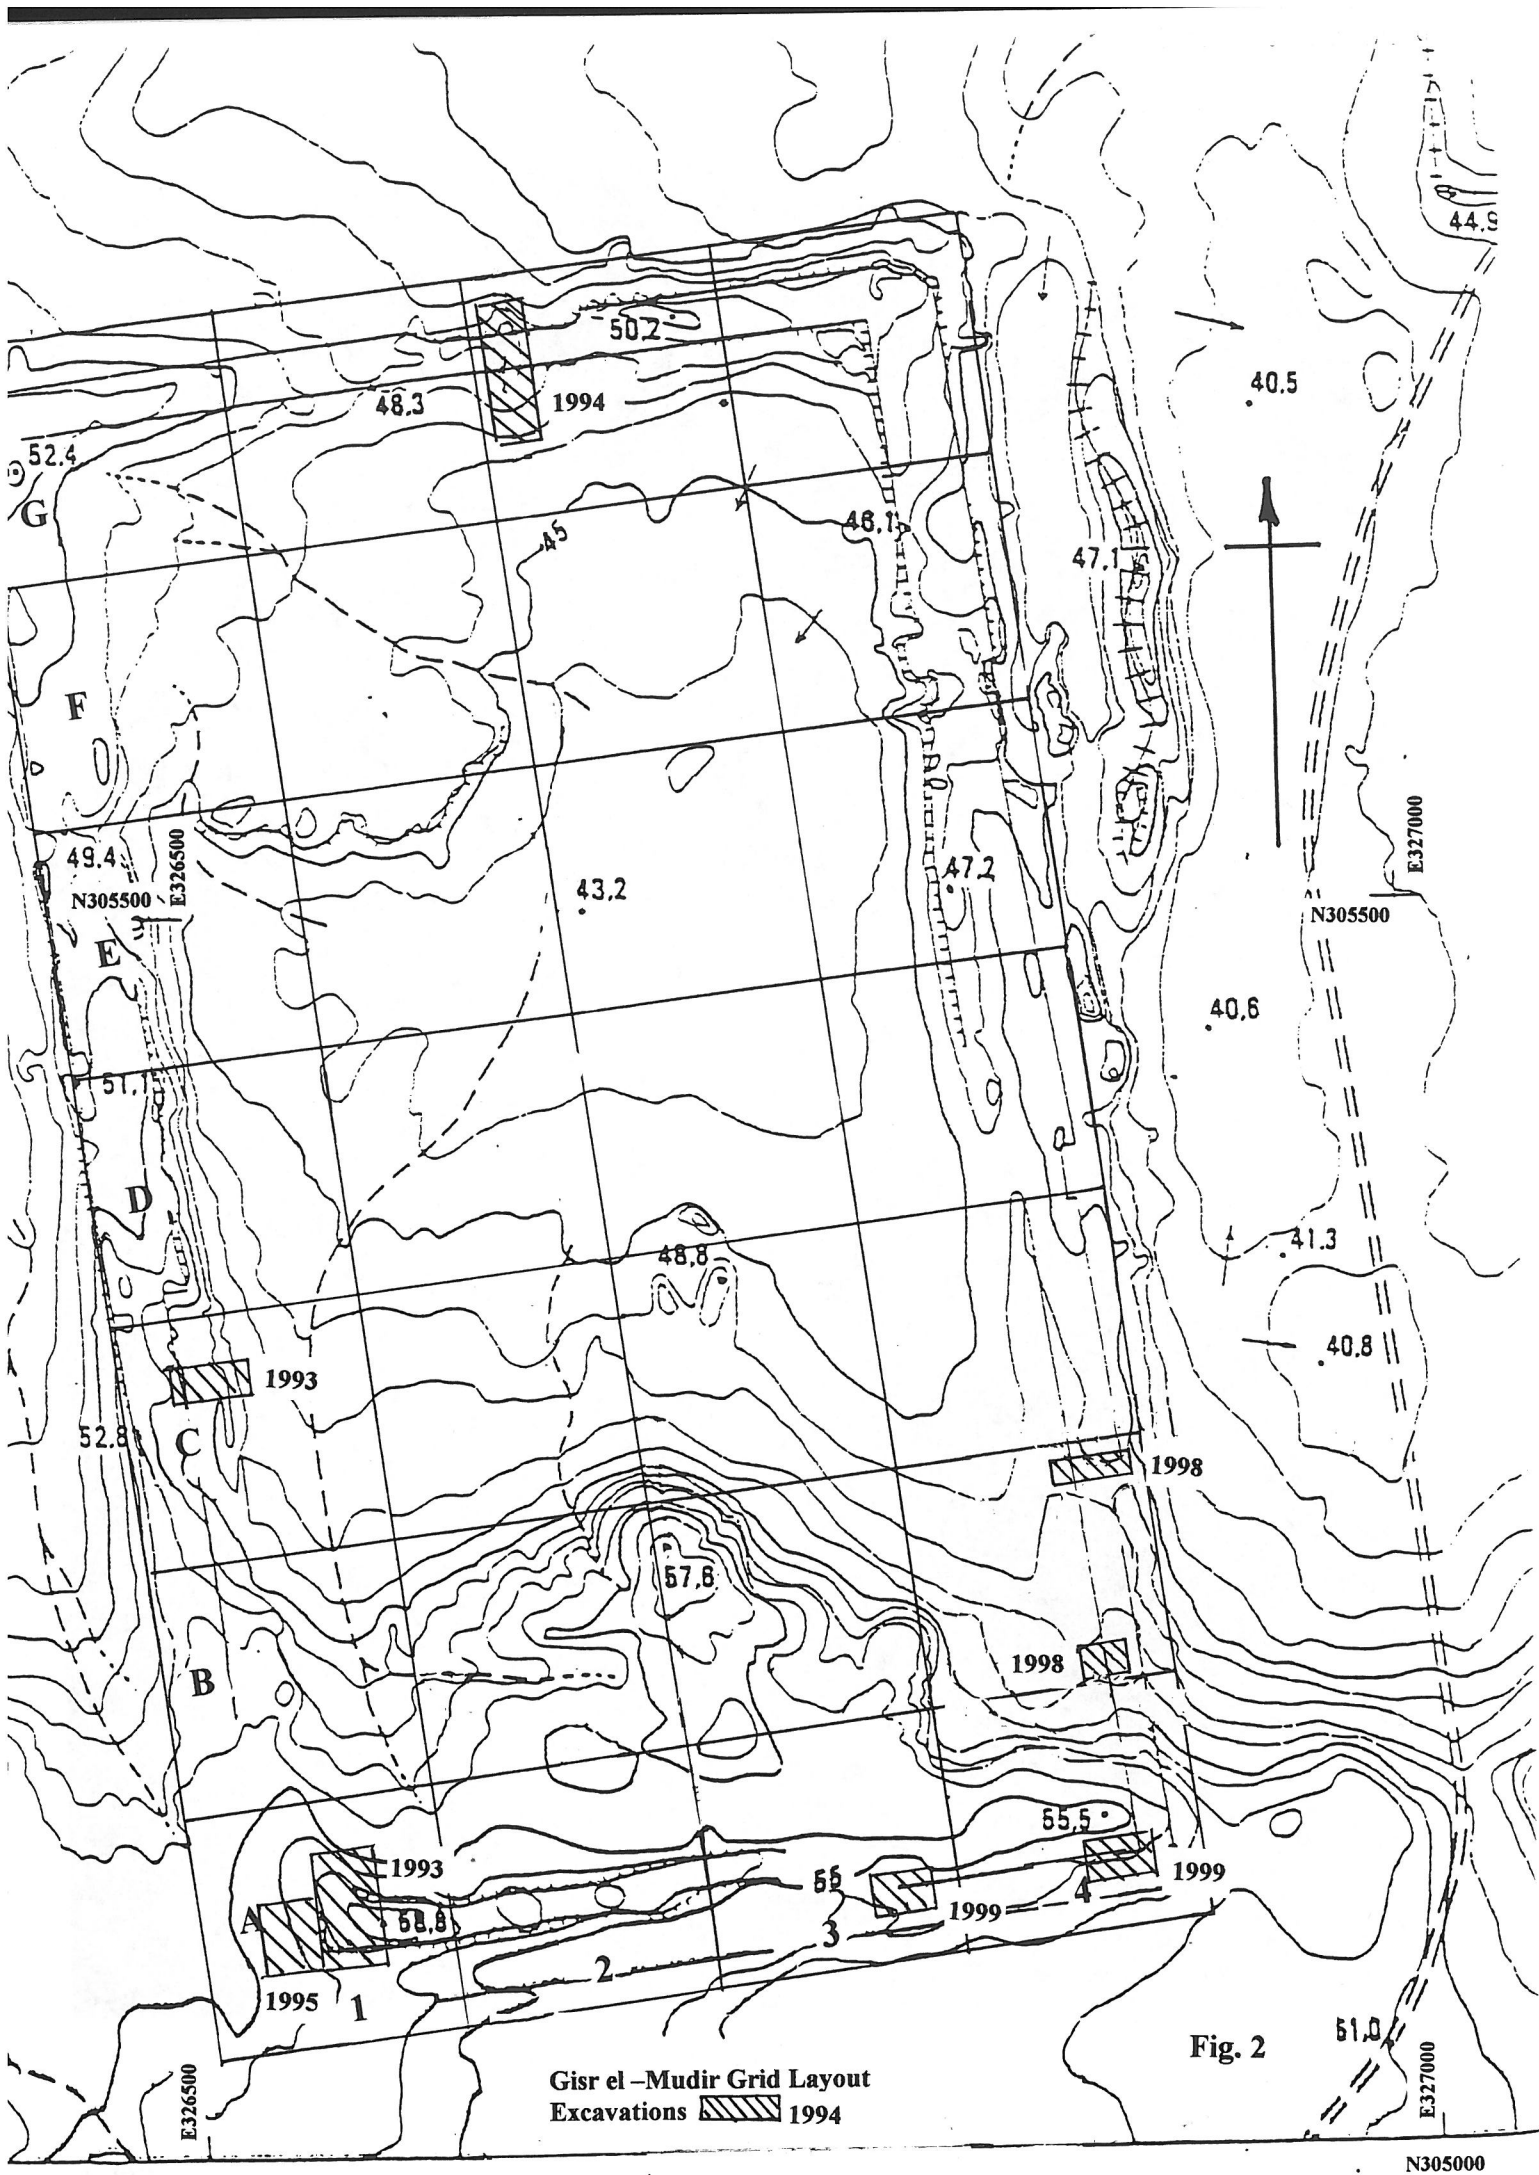 44.9
50.2
40.5
48.3
1994
52.4
G
45
46.1
47.1
F
E327000
49.4
E326500
47.2
43.2
N305500
N305500
E
40.6
51.1
D
41.3
48.8
40.8
1993
52.8
C
1998
57.6
1998
B
55.5
1993
55
1999
A
4
58.8
1999
3
2
1995
1
51.0
Fig. 2
E326500
E327000
Gisr el –Mudir Grid Layout
Excavations 1994
N305000